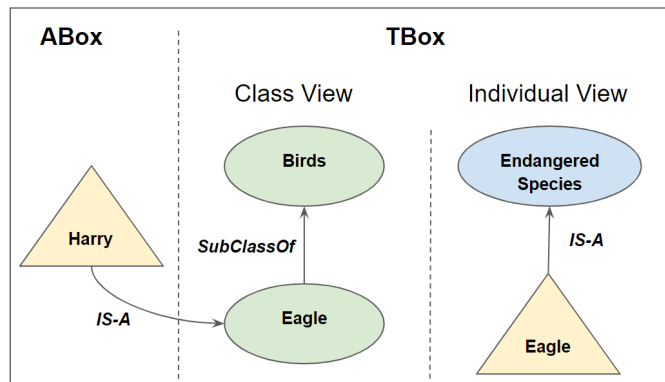 ABox
TBox
Class View
Individual View
Birds
Endangered
Species
Harry
SubClassOf
IS-A
IS-A
Eagle
Eagle